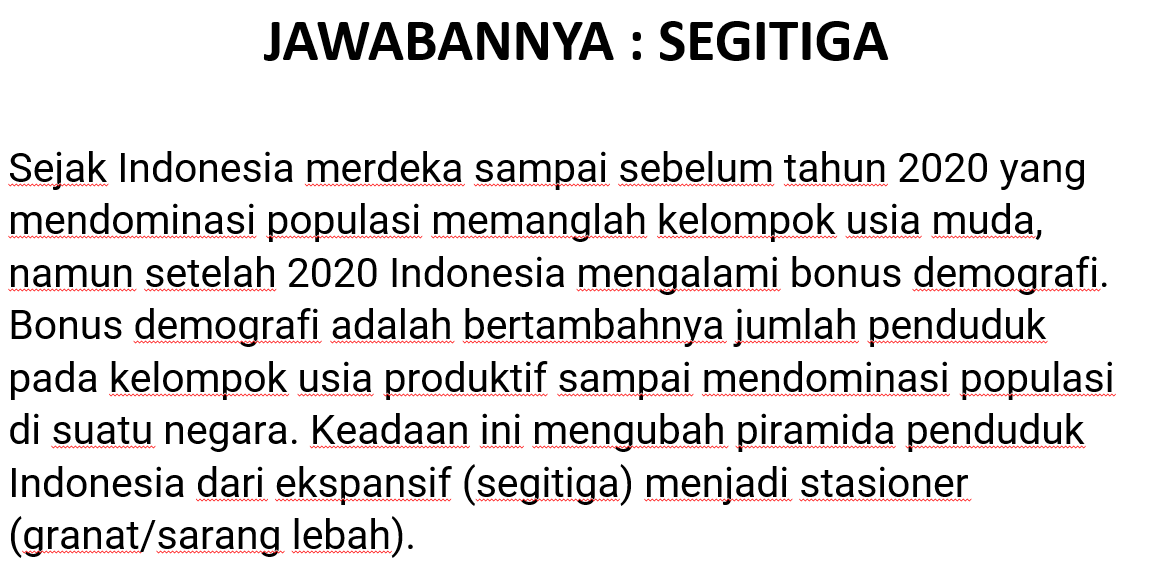 JAWABANNYA : SEGITIGA
Sejak Indonesia merdeka sampai sebelum tahun 2020 yang
mendominasi populasi memanglah kelompok usia muda,
namun setelah 2020 Indonesia mengalami bonus demografi.
Bonus demografi adalah bertambahnya jumlah penduduk
pada kelompok usia produktif sampai mendominasi populasi
di suatu negara. Keadaan ini mengubah piramida penduduk
Indonesia dari ekspansif (segitiga) menjadi stasioner
(granat/sarang lebah).